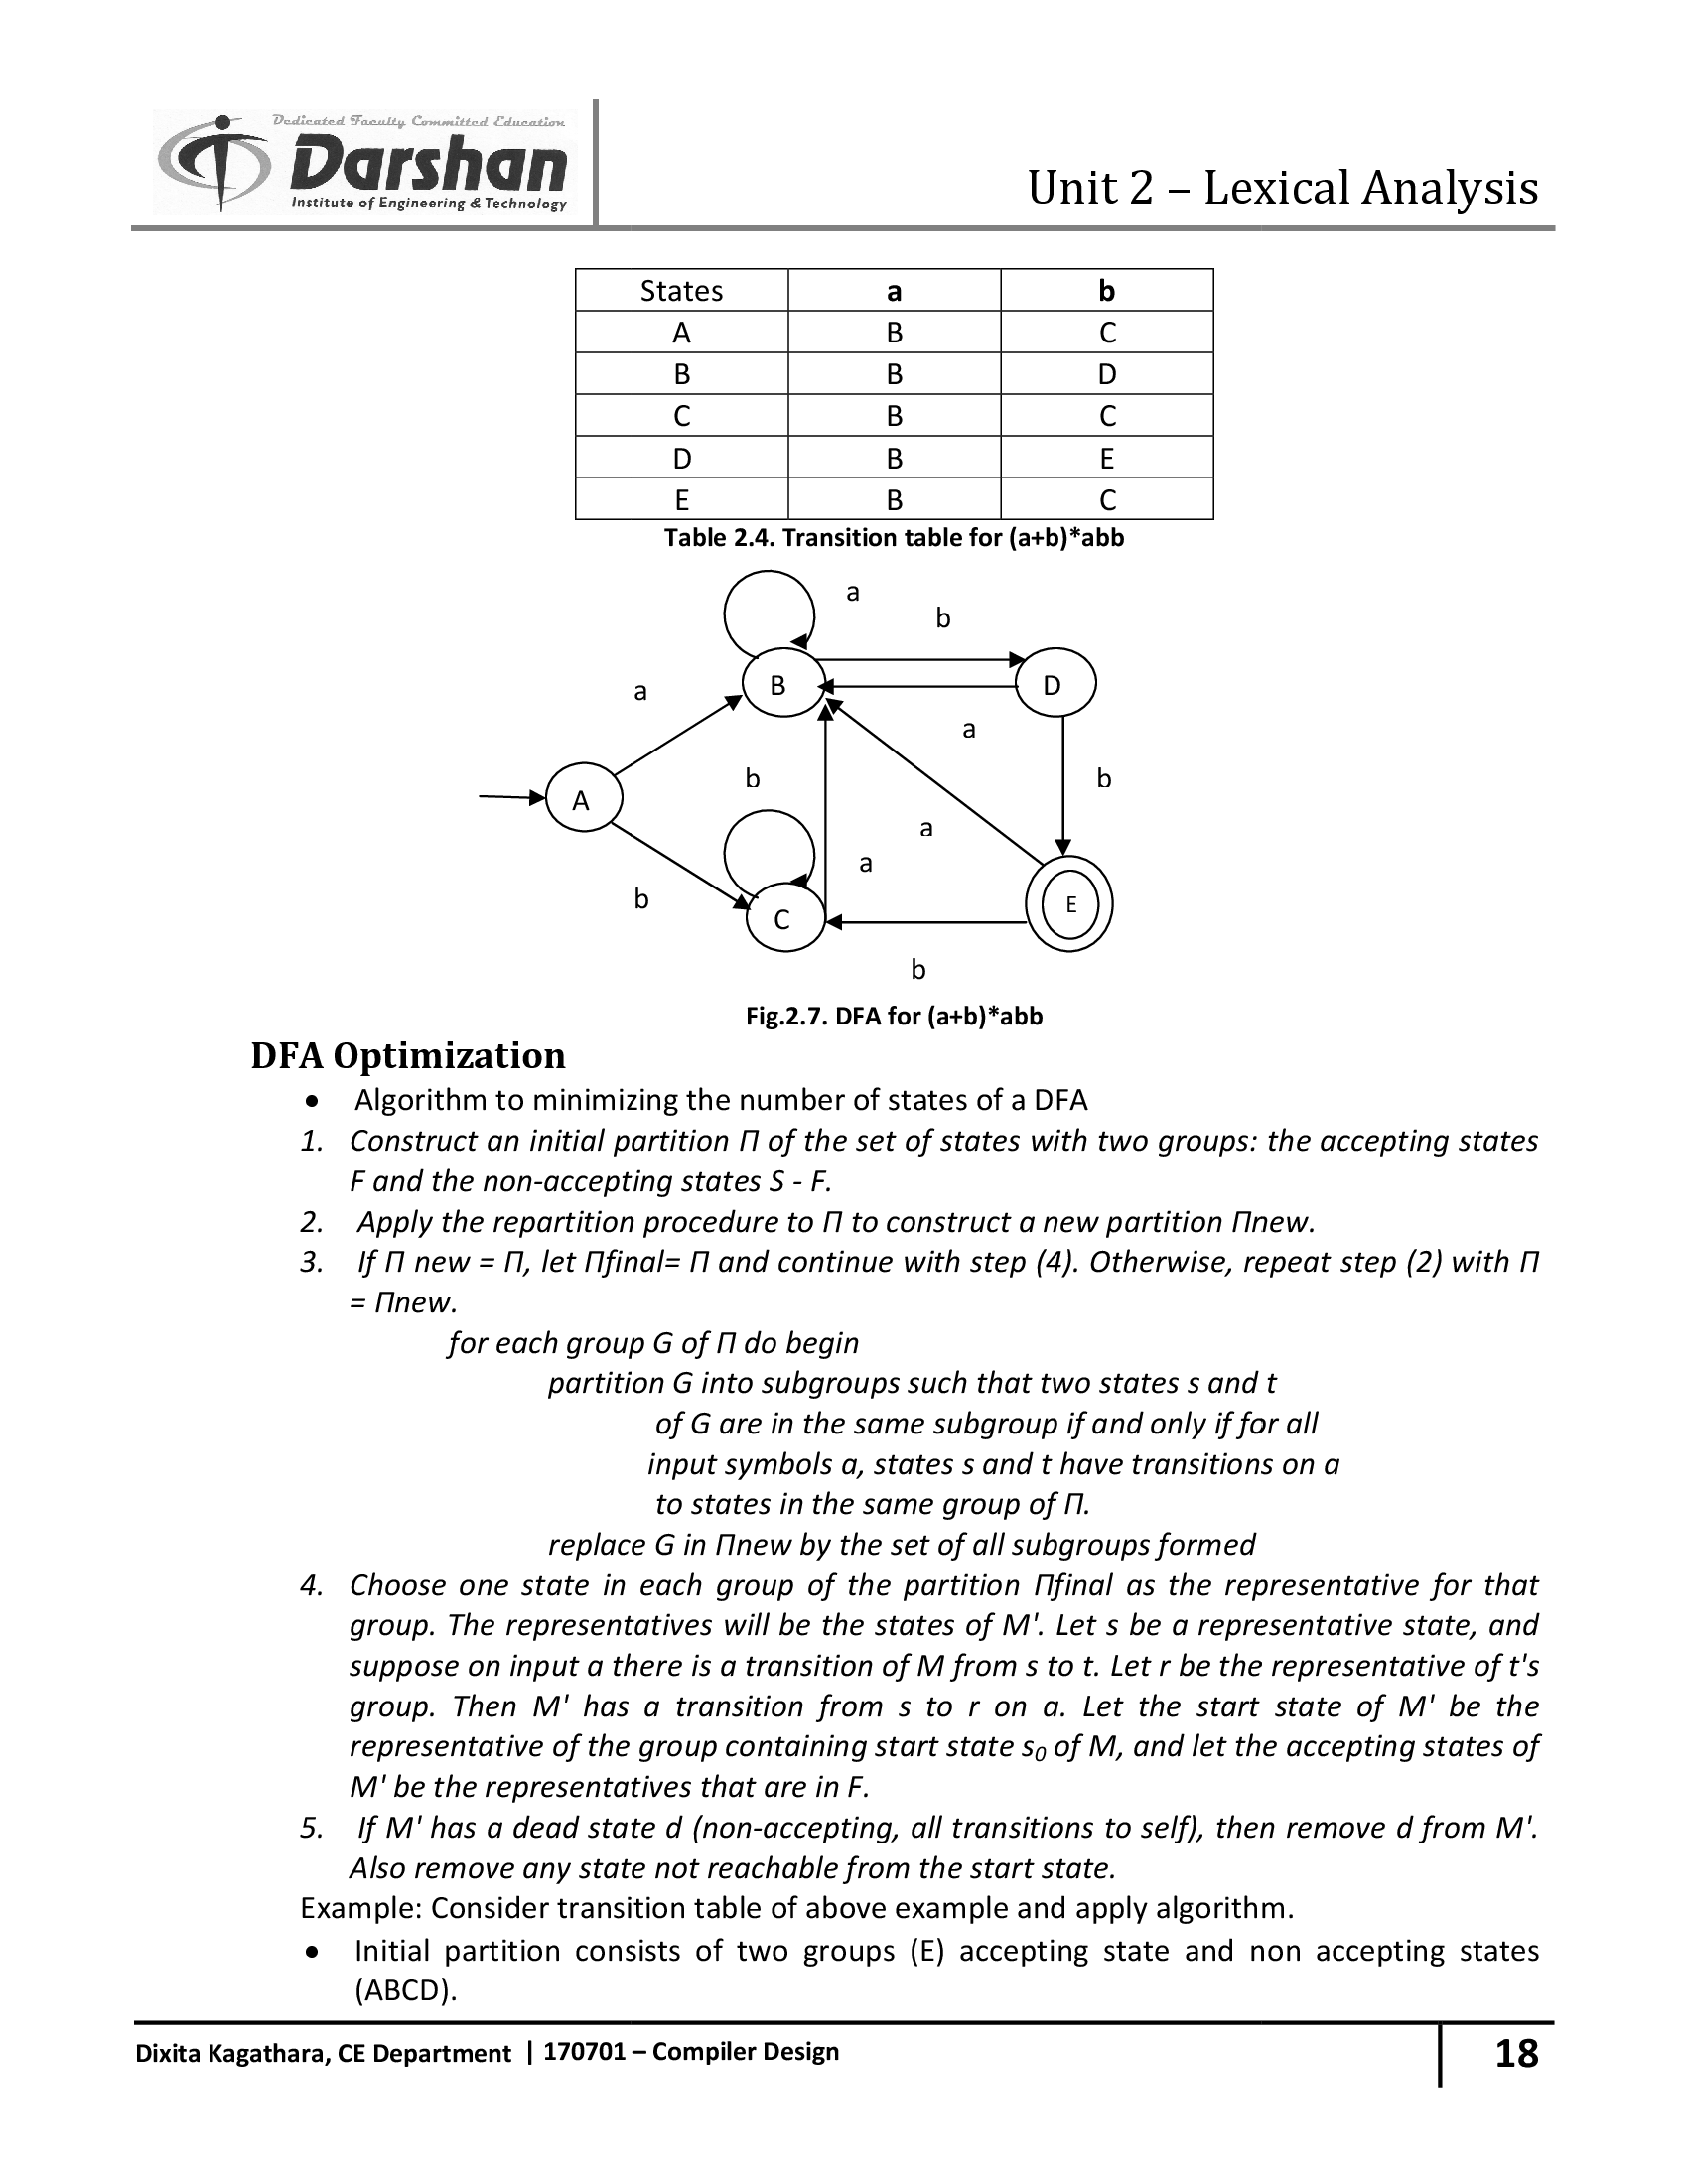 Dedicated Faculty Committed Education
Darshan
Institute of Engineering & Technology
Unit 2 – Lexical Analysis
States a b
A B C
B B D
C B C
D B E
E B C
Table 2.4. Transition table for (a+b)*abb
a
b
B
D
a
a
b
b
A
a
a
b
E
C
b
Fig.2.7. DFA for (a+b)*abb
DFA Optimization
• Algorithm to minimizing the number of states of a DFA
1. Construct an initial partition Π of the set of states with two groups: the accepting states
F and the non-accepting states S - F.
2. Apply the repartition procedure to Π to construct a new partition Πnew.
3. If Π new = Π, let Πfinal= Π and continue with step (4). Otherwise, repeat step (2) with Π
= Πnew.
for each group G of Π do begin
partition G into subgroups such that two states s and t
of G are in the same subgroup if and only if for all
input symbols a, states s and t have transitions on a
to states in the same group of Π.
replace G in Πnew by the set of all subgroups formed
4. Choose one state in each group of the partition Πfinal as the representative for that
group. The representatives will be the states of M'. Let s be a representative state, and
suppose on input a there is a transition of M from s to t. Let r be the representative of t's
group. Then M' has a transition from s to r on a. Let the start state of M' be the
representative of the group containing start state s0 of M, and let the accepting states of
M' be the representatives that are in F.
5. If M' has a dead state d (non-accepting, all transitions to self), then remove d from M'.
Also remove any state not reachable from the start state.
Example: Consider transition table of above example and apply algorithm.
• Initial partition consists of two groups (E) accepting state and non accepting states
(ABCD).
Dixita Kagathara, CE Department | 170701 – Compiler Design
18